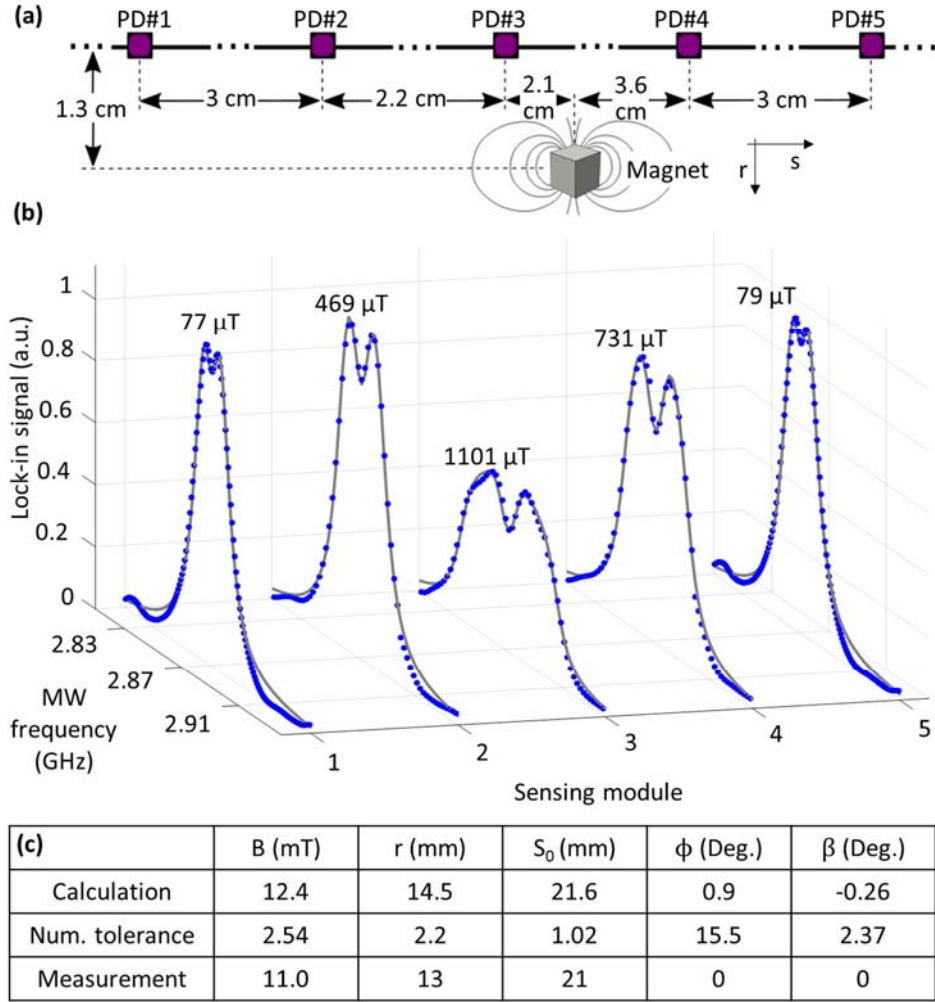 (a)
PD#1 PD#2 PD#3 PD#4 PD#5
1.3 cm
3 cm
2.2 cm
2.1 cm
3.6 cm
3 cm
Magnet
r
s
(b)
Lock-in signal (a.u.)
1
0.8
0.6
0.4
0.2
0
77 μT
469 μT
1101 μT
731 μT
79 μT
2.83
2.87
2.91
MW
frequency
(GHz)
1
2
3
4
5
Sensing module
(c) B (mT) r (mm) S₀ (mm) ϕ (Deg.) β (Deg.)
Calculation 12.4 14.5 21.6 0.9 -0.26
Num. tolerance 2.54 2.2 1.02 15.5 2.37
Measurement 11.0 13 21 0 0